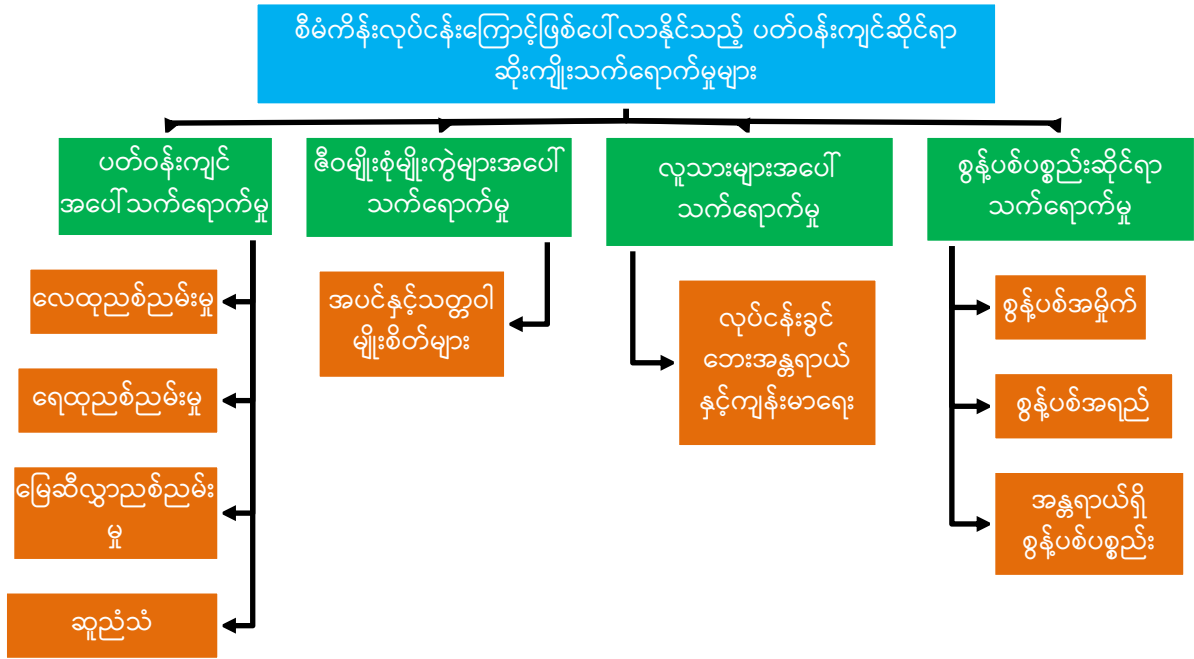 စီမံကိန်းလုပ်ငန်းကြောင့်ဖြစ်ပေါ်လာနိုင်သည့် ပတ်ဝန်းကျင်ဆိုင်ရာ
ဆိုးကျိုးသက်ရောက်မှုများ
ပတ်ဝန်းကျင်
အပေါ်သက်ရောက်မှု
လေထုညစ်ညမ်းမှု
ရေထုညစ်ညမ်းမှု
မြေဆီလွှာညစ်ညမ်း
မှု
ဆူညံသံ
ဇီဝမျိုးစုံမျိုးကွဲများအပေါ်
သက်ရောက်မှု
အပင်နှင့်သတ္တဝါ
မျိုးစိတ်များ
လူသားများအပေါ်
သက်ရောက်မှု
လုပ်ငန်းခွင်
ဘေးအန္တရာယ်
နှင့်ကျန်းမာရေး
စွန့်ပစ်ပစ္စည်းဆိုင်ရာ
သက်ရောက်မှု
စွန့်ပစ်အမှိုက်
စွန့်ပစ်အရည်
အန္တရာယ်ရှိ
စွန့်ပစ်ပစ္စည်း